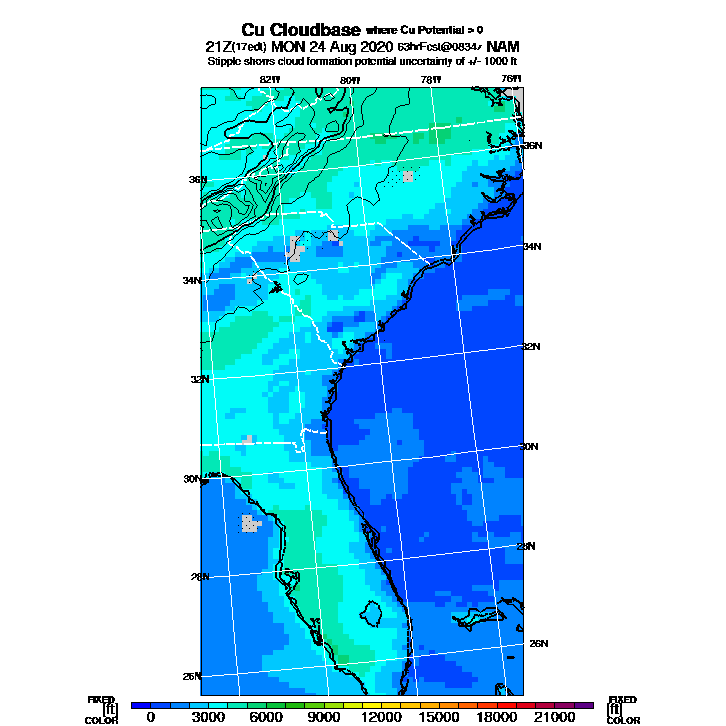 Cu Cloudbase where Cu Potential > 0
21Z(17edt) MON 24 Aug 2020 63hrFcst@0834z NAM
Stipple shows cloud formation potential uncertainty of +/- 1000 ft
82W 80W 78W 76W
36N
36N
34N
34N
32N
32N
30N
30N
28N
28N
26N
26N
FIXED FIXED
[ft] [ft]
COLOR COLOR
0 3000 6000 9000 12000 15000 18000 21000